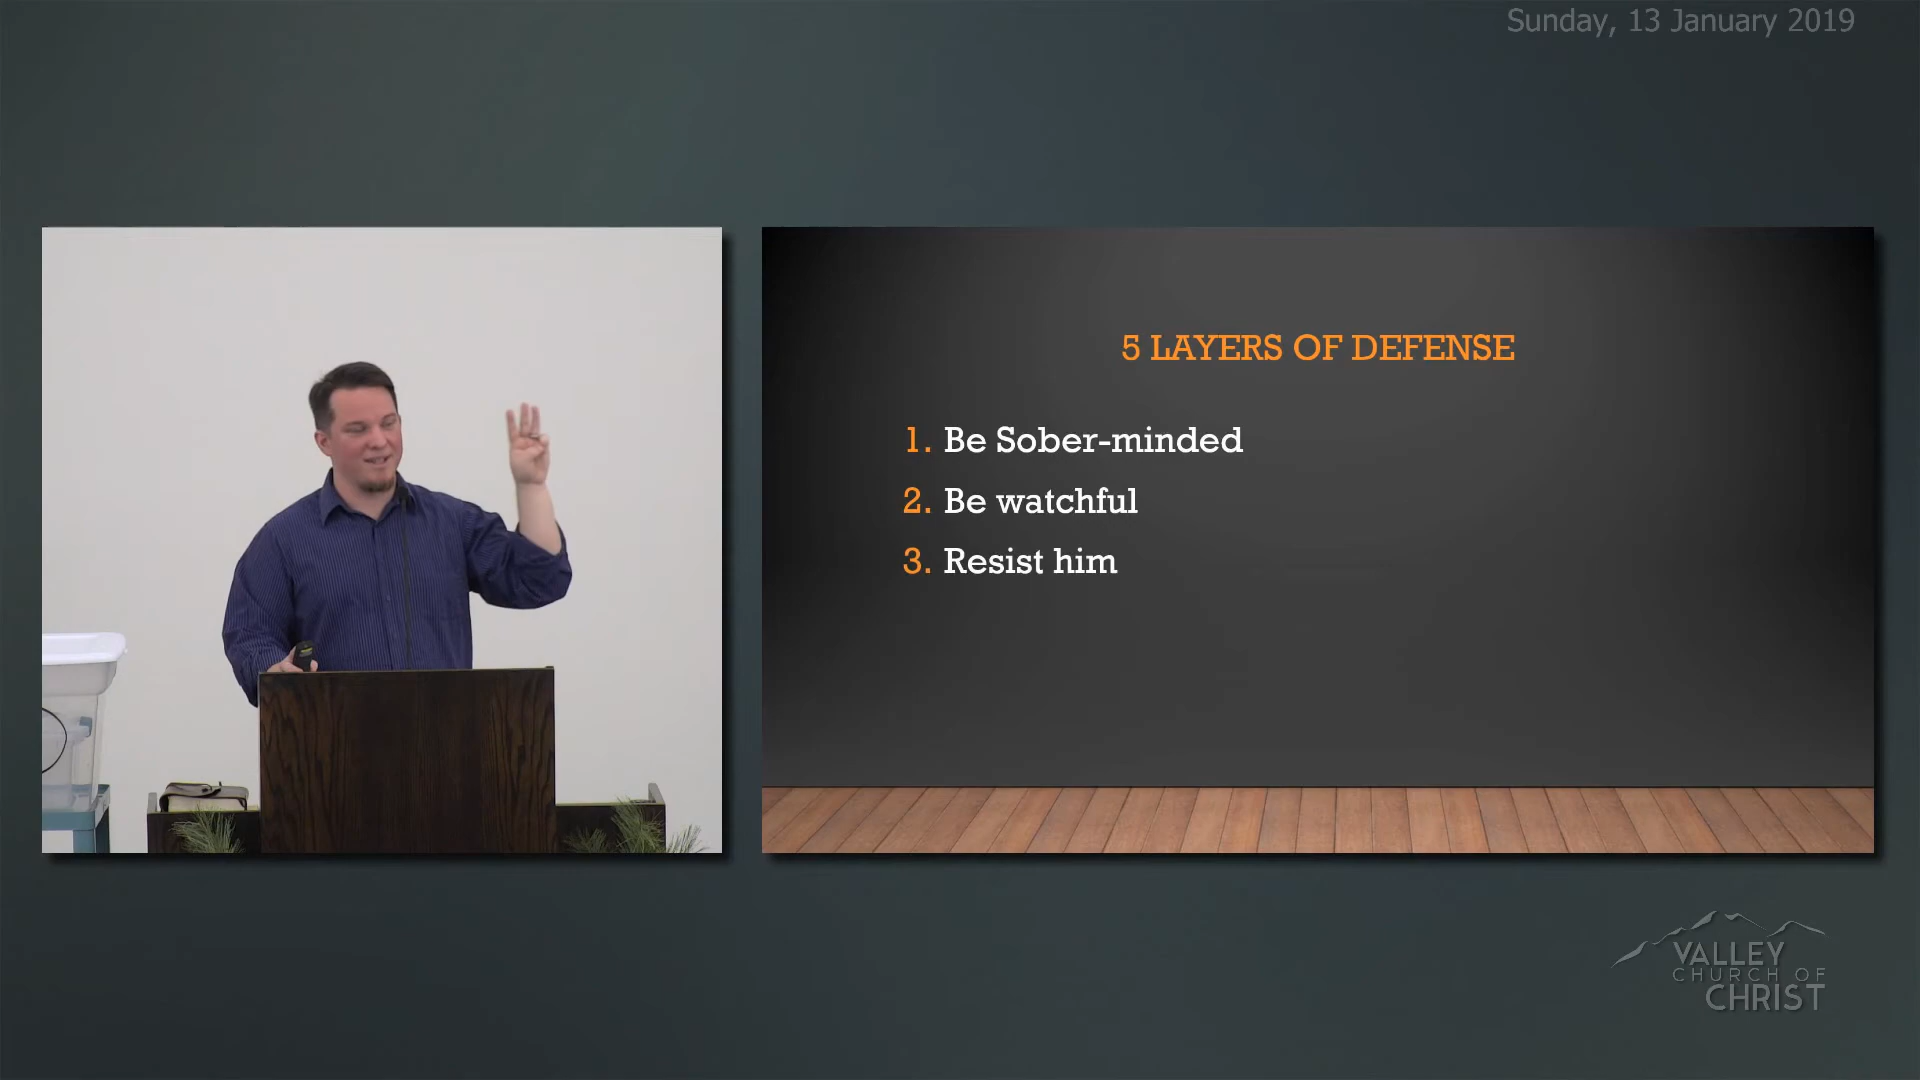 Sunday, 13 January 2019
5 LAYERS OF DEFENSE
1. Be Sober-minded
2. Be watchful
3. Resist him
VALLEY
CHURCH OF
CHRIST